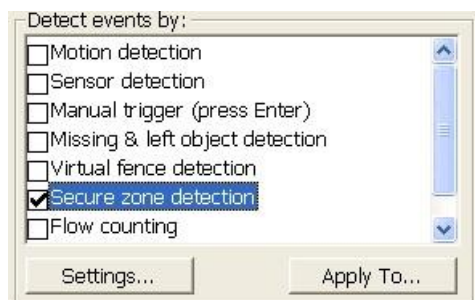 Detect events by:
Motion detection
Sensor detection
Manual trigger (press Enter)
Missing & left object detection
Virtual fence detection
Secure zone detection
Flow counting
Settings... Apply To...